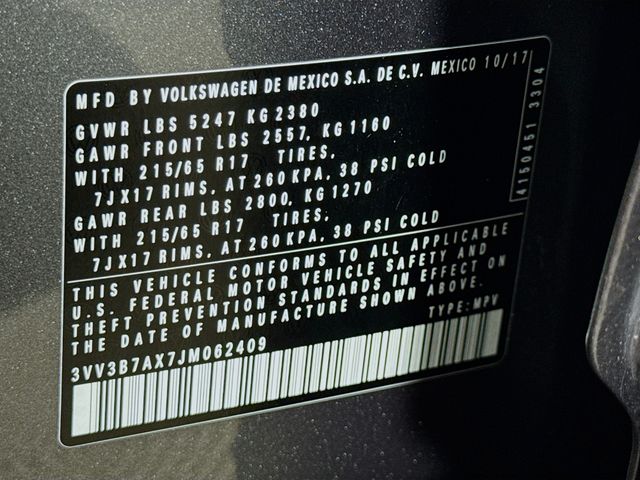 MFD BY VOLKSWAGEN DE MEXICO S.A. DE C.V. MEXICO 10/17
GVWR LBS 5247 KG 2380
GAWR FRONT LBS 2557, KG 1160
WITH 215/65 R17 TIRES,
7JX17 RIMS, AT 260 KPA, 38 PSI COLD
GAWR REAR LBS 2800, KG 1270
WITH 215/65 R17 TIRES,
7JX17 RIMS, AT 260 KPA, 38 PSI COLD
4150451 3304
THIS VEHICLE CONFORMS TO ALL APPLICABLE
U.S. FEDERAL MOTOR VEHICLE SAFETY AND
THEFT PREVENTION STANDARDS IN EFFECT ON
THE DATE OF MANUFACTURE SHOWN ABOVE.
TYPE: MPV
3VV3B7AX7JM062409